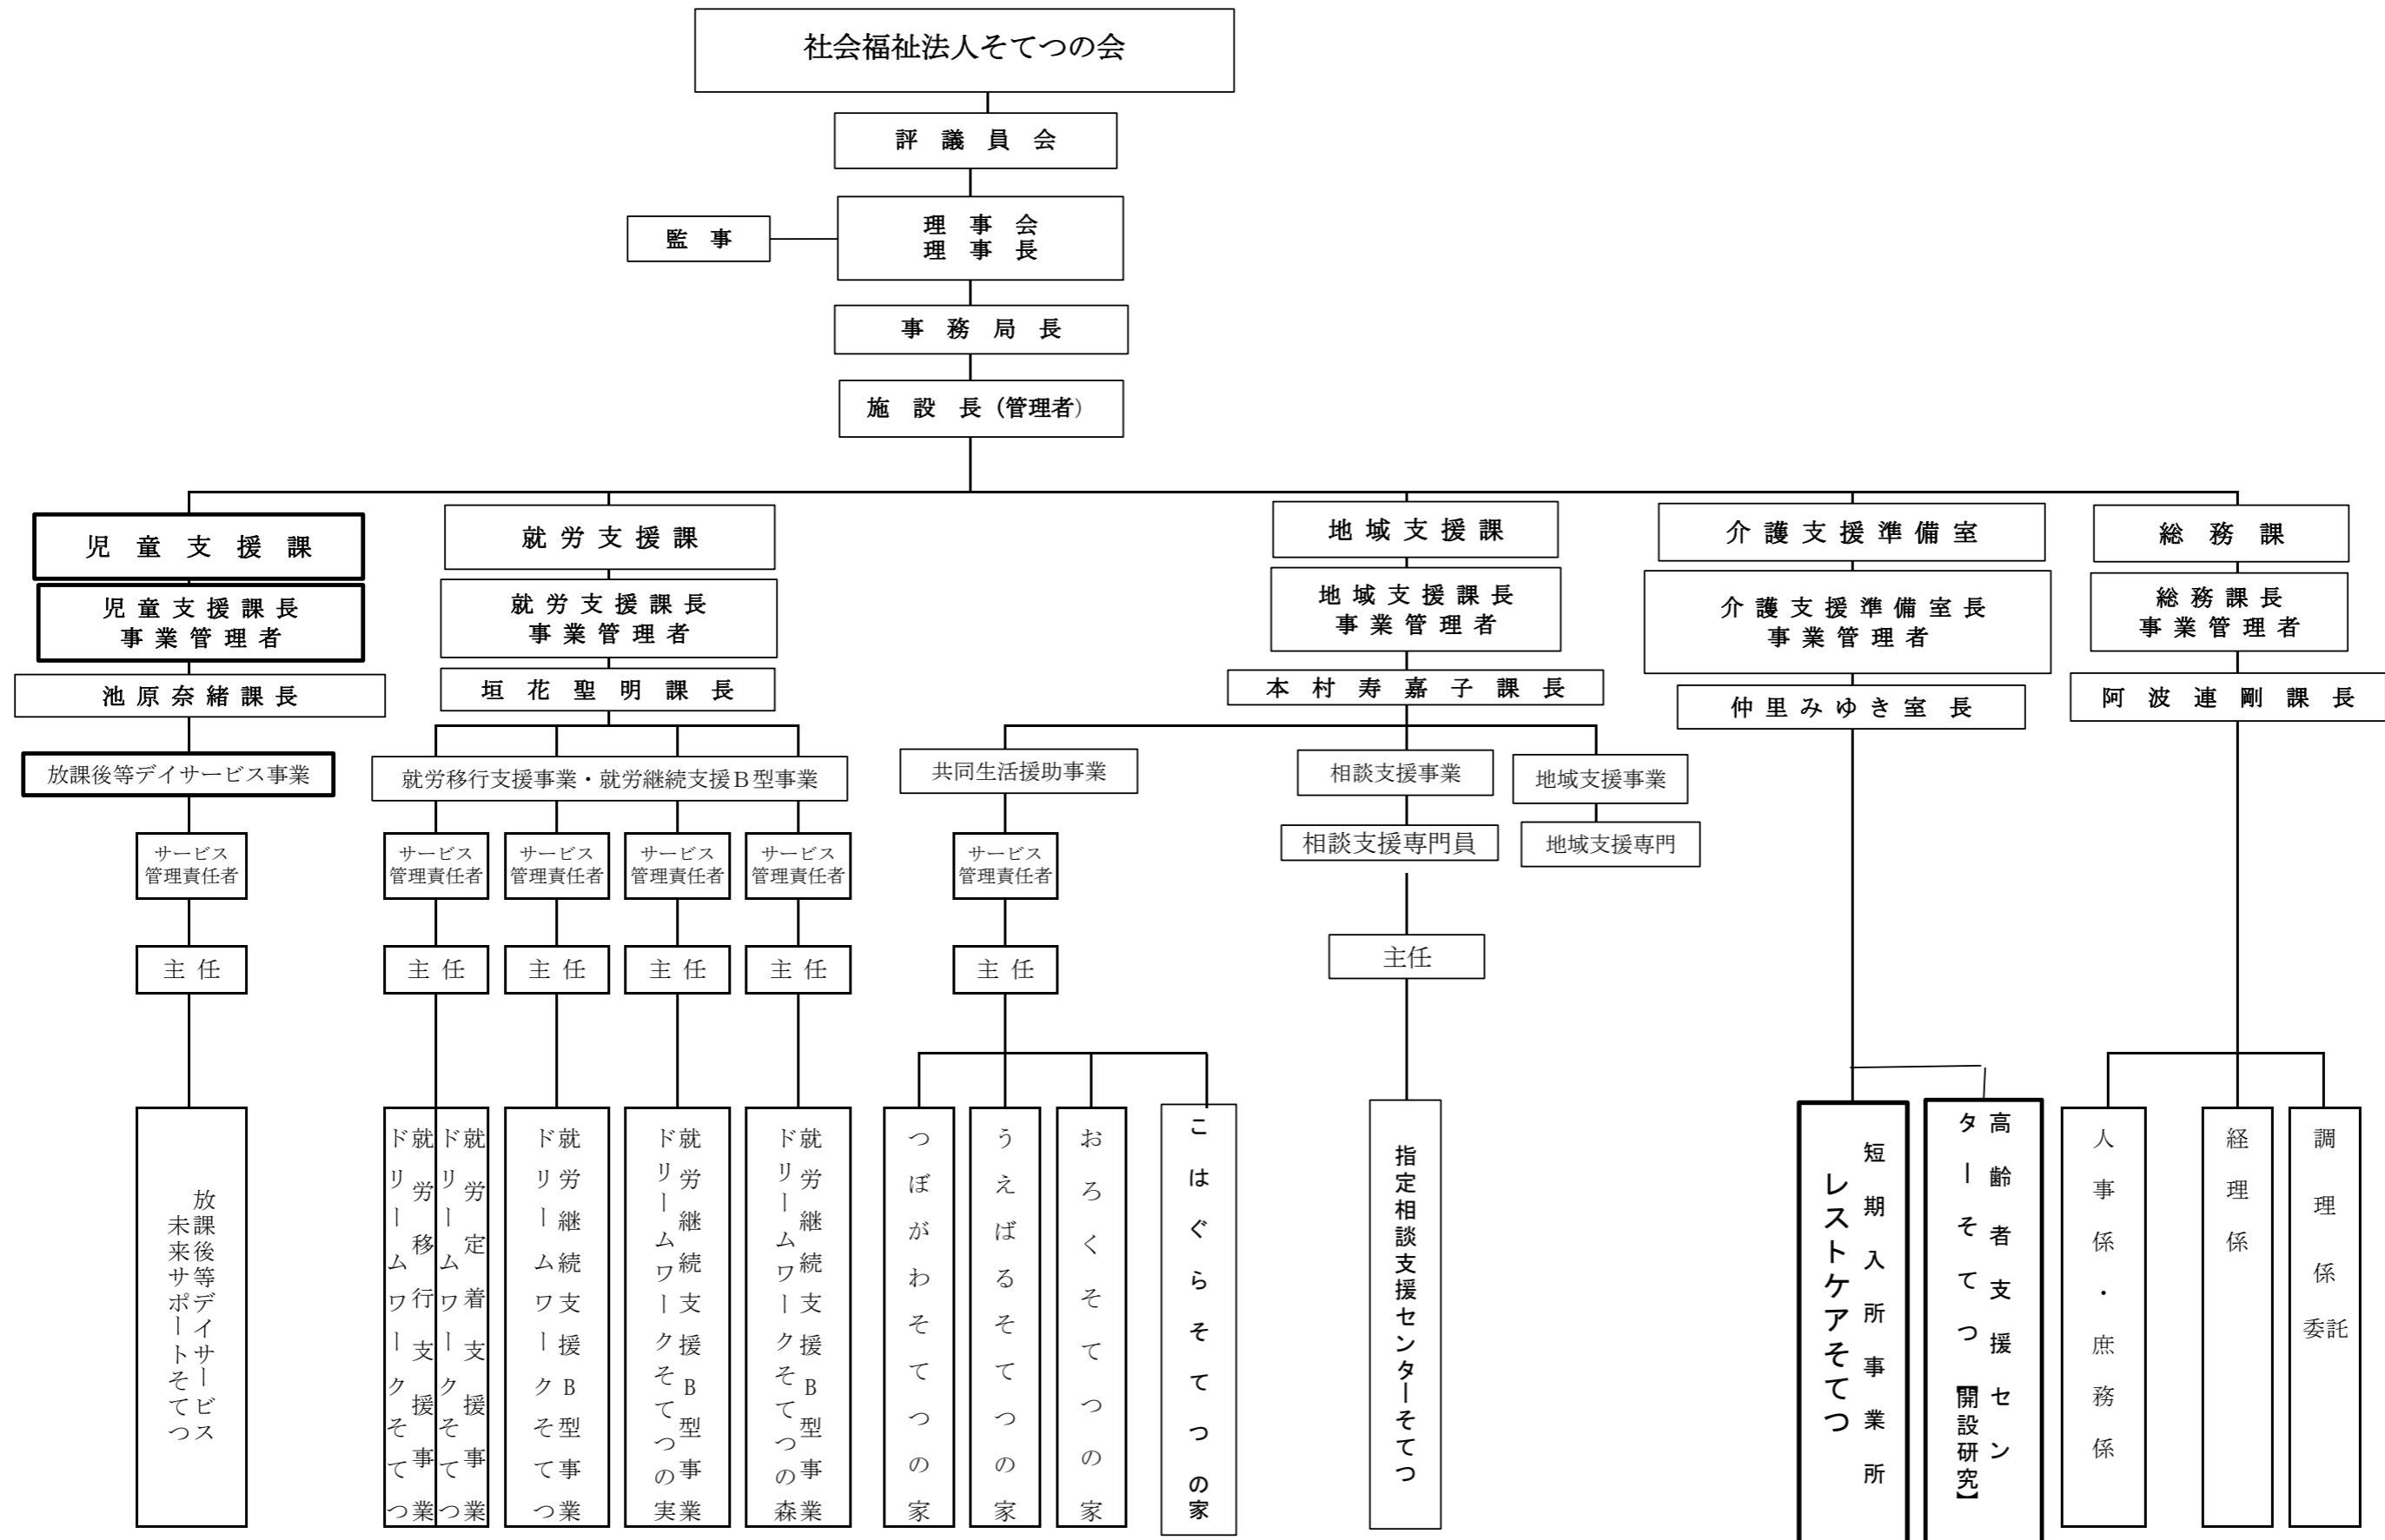 社会福祉法人そてつの会
評議員会
監事
理事会
理事長
事務局長
施設長（管理者）
児童支援課
就労支援課
地域支援課
介護支援準備室
総務課
児童支援課長
事業管理者
就労支援課長
事業管理者
地域支援課長
事業管理者
介護支援準備室長
事業管理者
総務課長
事業管理者
池原奈緒課長
垣花聖明課長
本村寿嘉子課長
仲里みゆき室長
阿波連剛課長
放課後等デイサービス事業
就労移行支援事業・就労継続支援Ｂ型事業
共同生活援助事業
相談支援事業
地域支援事業
サービス
管理責任者
サービス
管理責任者
サービス
管理責任者
サービス
管理責任者
サービス
管理責任者
サービス
管理責任者
相談支援専門員
地域支援専門
主任
主任
主任
主任
主任
主任
主任
放課後等デイサービス
未来サポートそてつ
就労移行支援事業
ドリームワークそてつ
就労定着支援事業
ドリームワークそてつ
就労継続支援B型事業
ドリームワークそてつ
就労継続支援B型事業
ドリームワークそてつの実
就労継続支援B型事業
ドリームワークそてつの森
つぼがわそてつの家
うえばるそてつの家
おろくそてつの家
こはぐらそてつの家
指定相談支援センターそてつ
短期入所事業所
レストケアそてつ
高齢者支援セン
ターそてつ【開設研究】
人事係・庶務係
経理係
調理係
委託